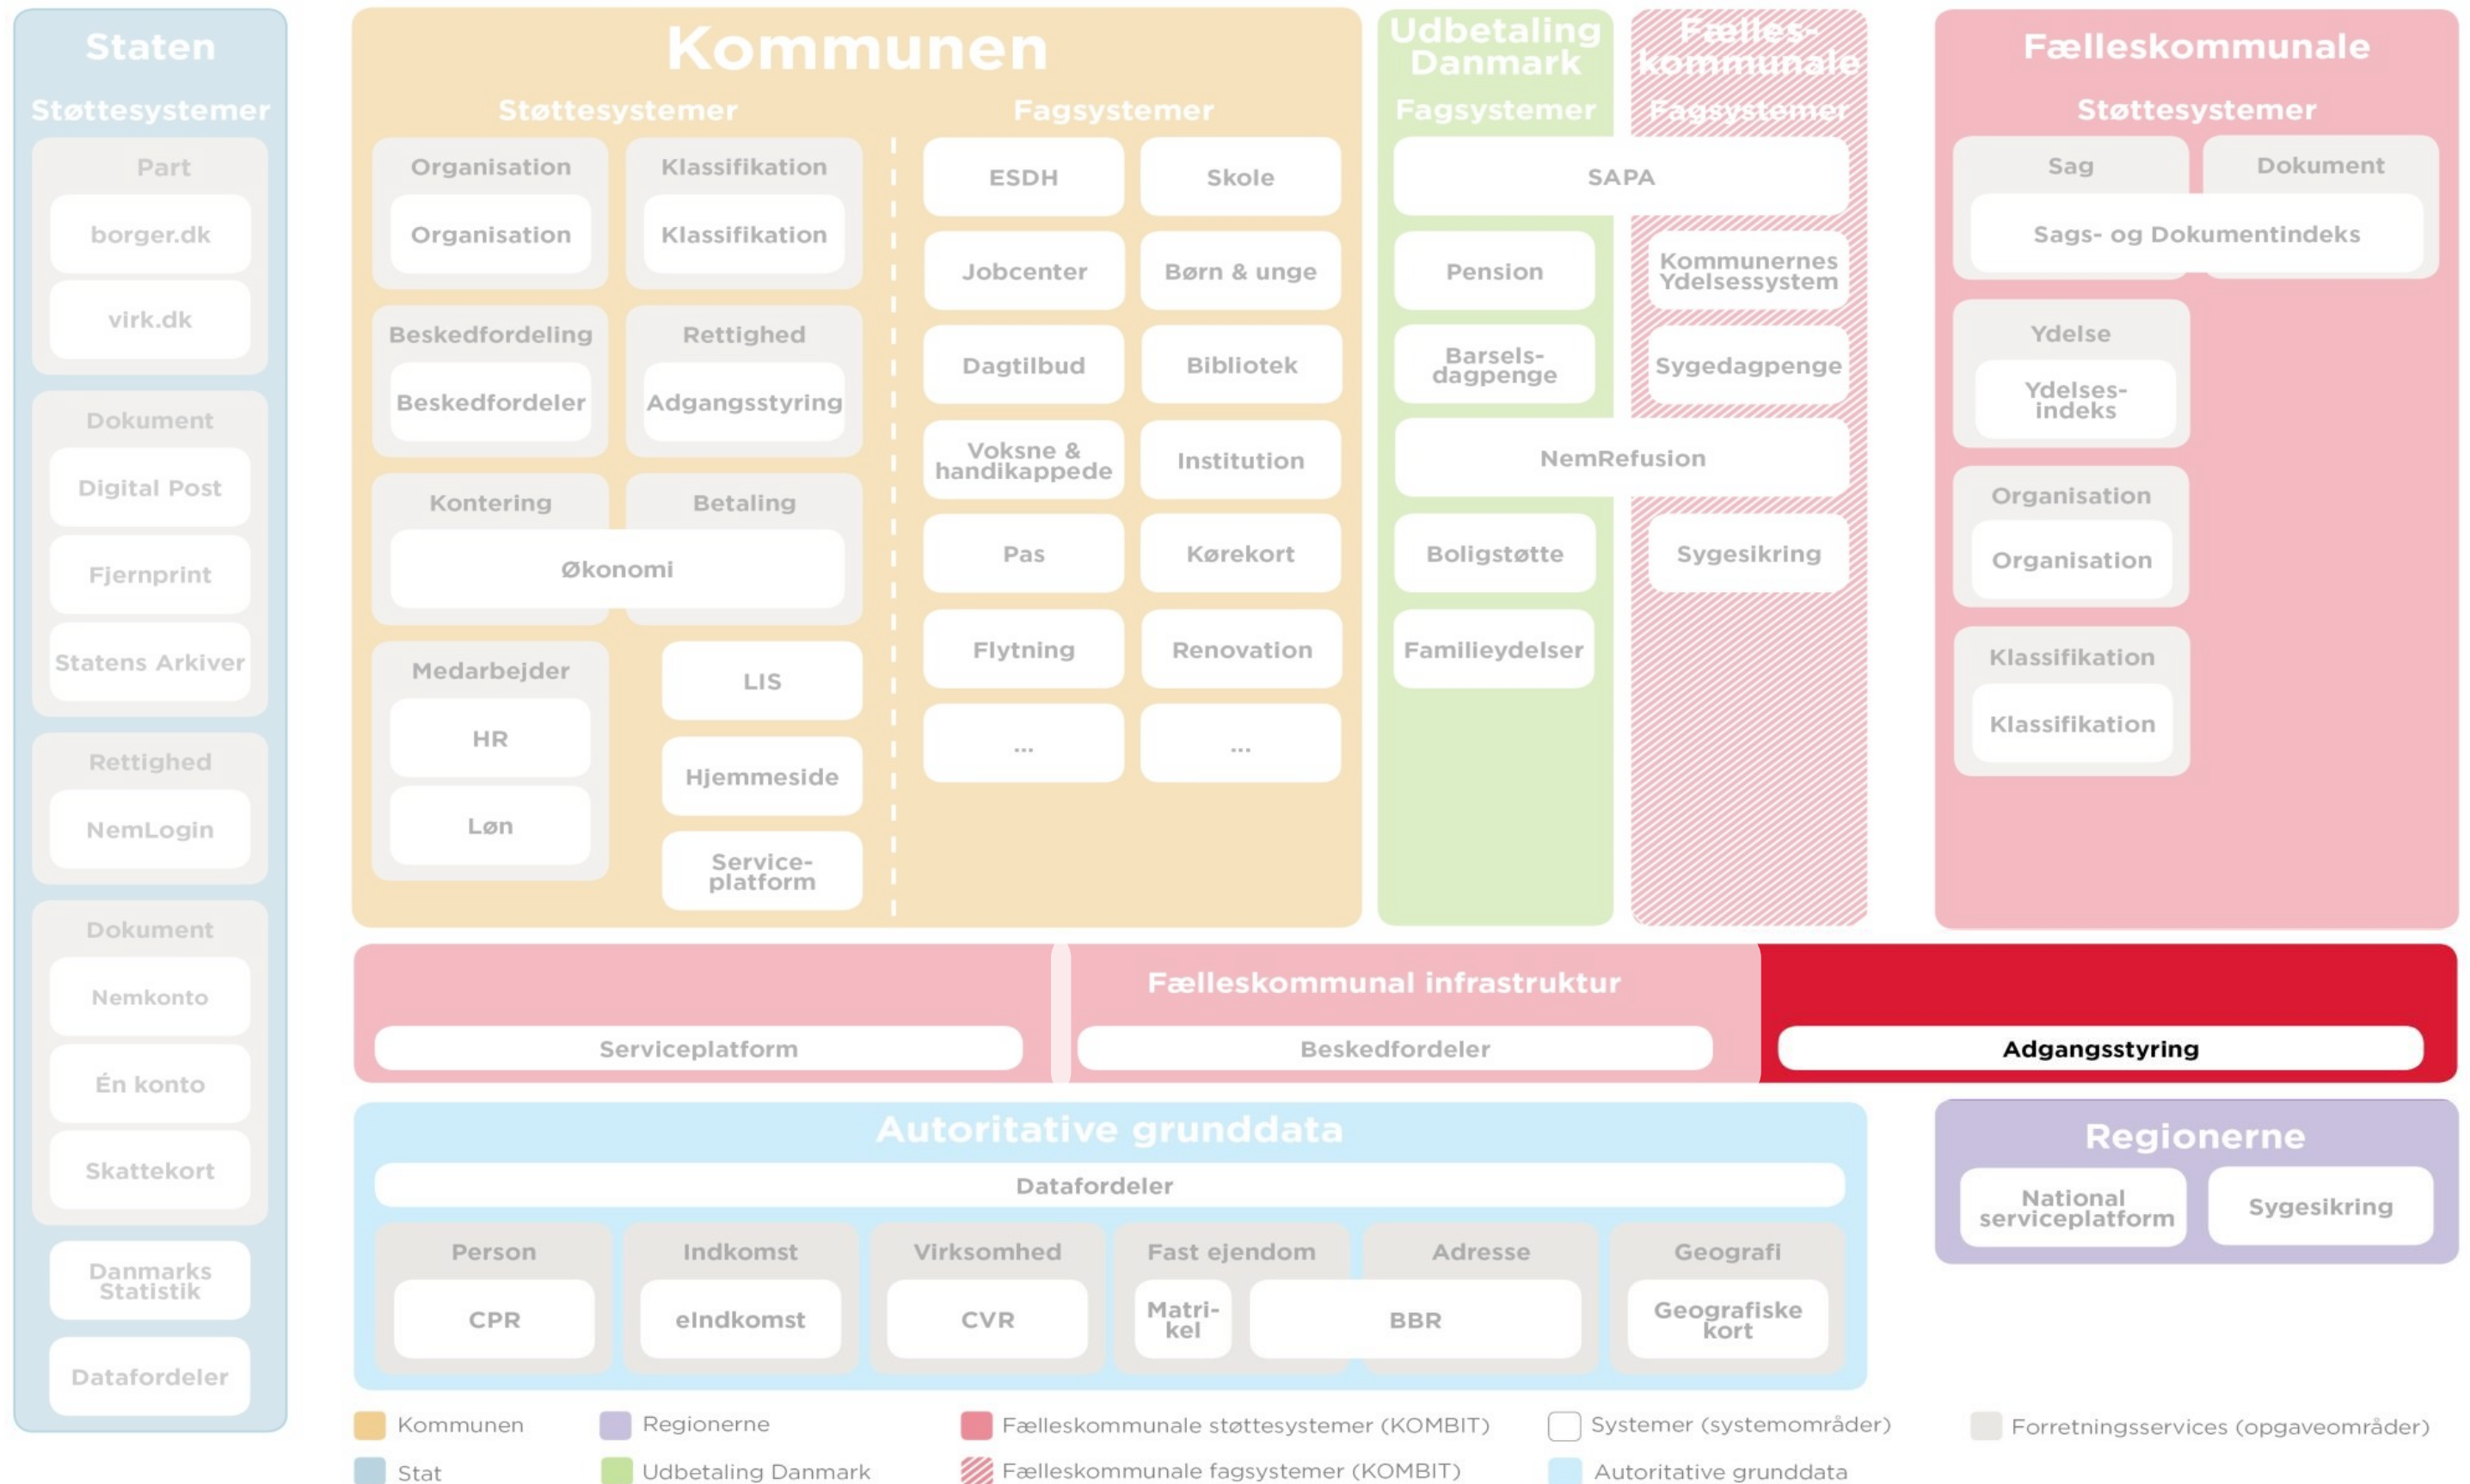 Staten
Støttesystemer
Part
borger.dk
virk.dk
Dokument
Digital Post
Fjernprint
Statens Arkiver
Rettighed
NemLogin
Dokument
Nemkonto
Én konto
Skattekort
Danmarks
Statistik
Datafordeler
Kommunen
Støttesystemer
Organisation
Organisation
Klassifikation
Klassifikation
Beskedfordeling
Beskedfordeler
Rettighed
Adgangsstyring
Kontering
Betaling
Økonomi
Medarbejder
HR
Løn
LIS
Hjemmeside
Service-
platform
Fagsystemer
ESDH
Skole
Jobcenter
Børn & unge
Dagtilbud
Bibliotek
Voksne &
handikappede
Institution
Pas
Kørekort
Flytning
Renovation
...
...
Udbetaling
Danmark
Fagsystemer
Fælles-
kommunale
Fagsystemer
SAPA
Pension
Kommunernes
Ydelsessystem
Barsels-
dagpenge
Sygedagpenge
NemRefusion
Boligstøtte
Sygesikring
Familieydelser
Fælleskommunale
Støttesystemer
Sag
Dokument
Sags- og Dokumentindeks
Ydelse
Ydelses-
indeks
Organisation
Organisation
Klassifikation
Klassifikation
Fælleskommunal infrastruktur
Serviceplatform
Beskedfordeler
Adgangsstyring
Autoritative grunddata
Datafordeler
Person
CPR
Indkomst
eIndkomst
Virksomhed
CVR
Fast ejendom
Matri-
kel
Adresse
BBR
Geografi
Geografiske
kort
Regionerne
National
serviceplatform
Sygesikring
Kommunen
Regionerne
Fælleskommunale støttesystemer (KOMBIT)
Systemer (systemområder)
Forretningsservices (opgaveområder)
Stat
Udbetaling Danmark
Fælleskommunale fagsystemer (KOMBIT)
Autoritative grunddata